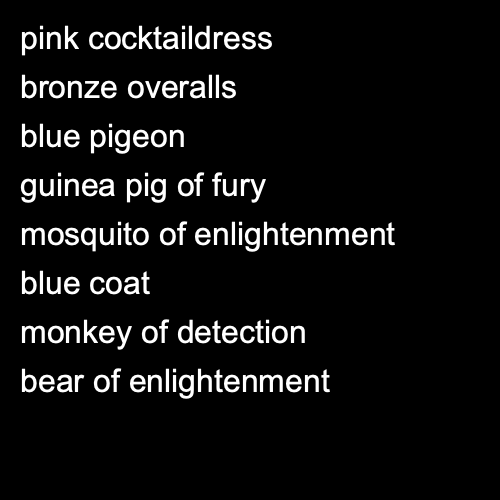 pink cocktaildress
bronze overalls
blue pigeon
guinea pig of fury
mosquito of enlightenment
blue coat
monkey of detection
bear of enlightenment